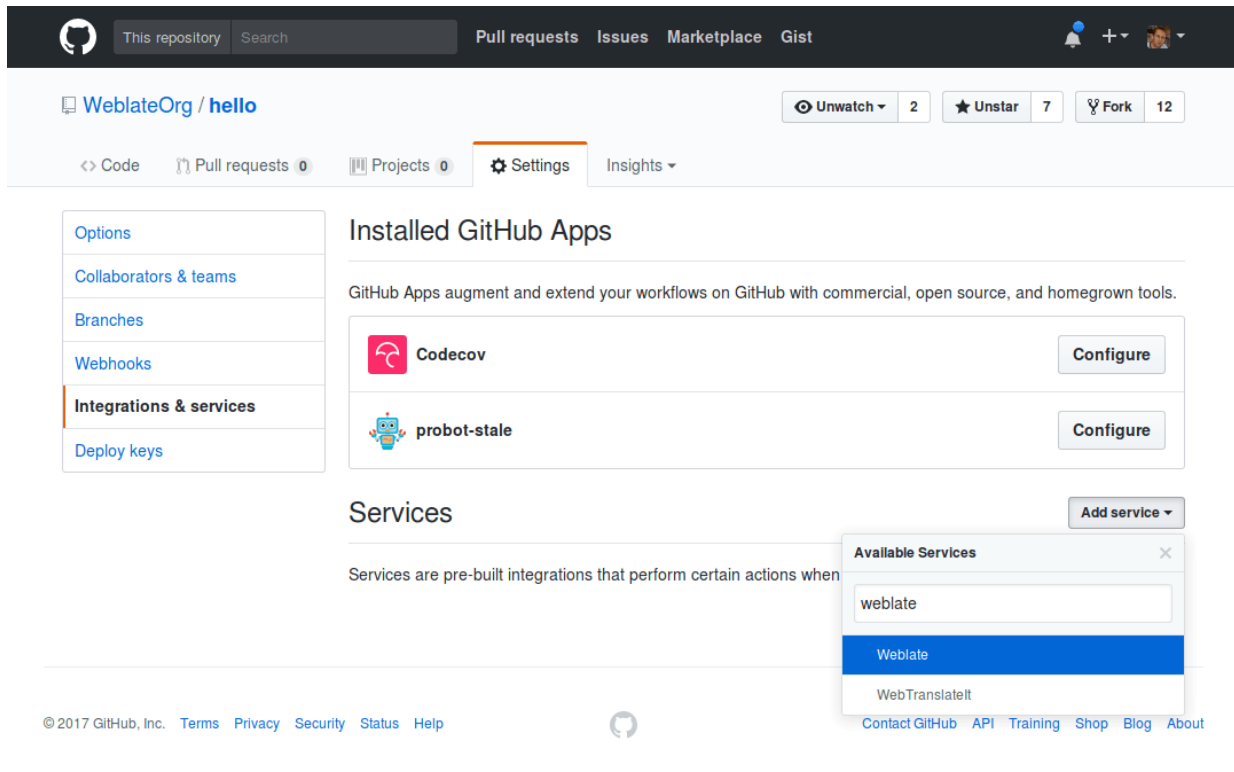 This repository Search Pull requests Issues Marketplace Gist
WeblateOrg / hello Unwatch 2 Unstar 7 Fork 12
Code Pull requests 0 Projects 0 Settings Insights
Options
Collaborators & teams
Branches
Webhooks
Integrations & services
Deploy keys
Installed GitHub Apps
GitHub Apps augment and extend your workflows on GitHub with commercial, open source, and homegrown tools.
Codecov Configure
probot-stale Configure
Services Add service
Services are pre-built integrations that perform certain actions when
Available Services
weblate
Weblate
WebTranslateIt
© 2017 GitHub, Inc. Terms Privacy Security Status Help Contact GitHub API Training Shop Blog About